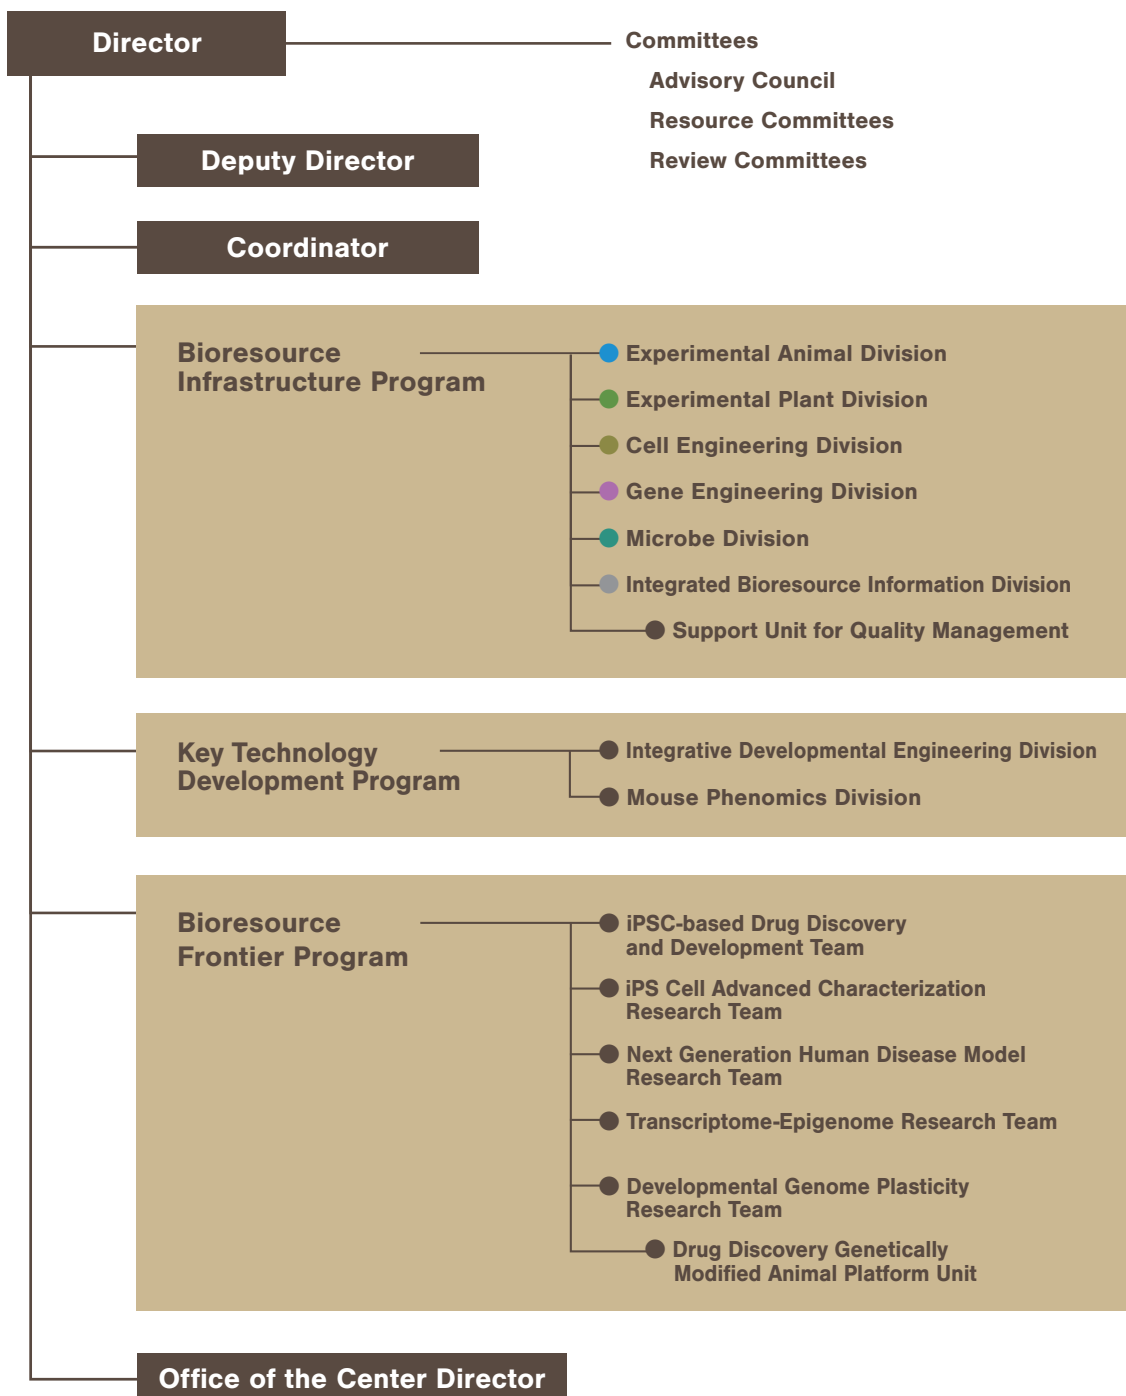 Director
Committees
Advisory Council
Resource Committees
Review Committees
Deputy Director
Coordinator
Bioresource
Infrastructure Program
Experimental Animal Division
Experimental Plant Division
Cell Engineering Division
Gene Engineering Division
Microbe Division
Integrated Bioresource Information Division
Support Unit for Quality Management
Key Technology
Development Program
Integrative Developmental Engineering Division
Mouse Phenomics Division
Bioresource
Frontier Program
iPSC-based Drug Discovery
and Development Team
iPS Cell Advanced Characterization
Research Team
Next Generation Human Disease Model
Research Team
Transcriptome-Epigenome Research Team
Developmental Genome Plasticity
Research Team
Drug Discovery Genetically
Modified Animal Platform Unit
Office of the Center Director